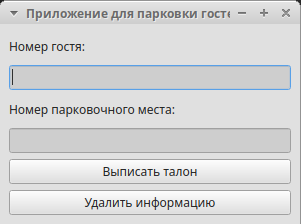 Приложение для парковки госте
Номер гостя:
Номер парковочного места:
Выписать талон
Удалить информацию